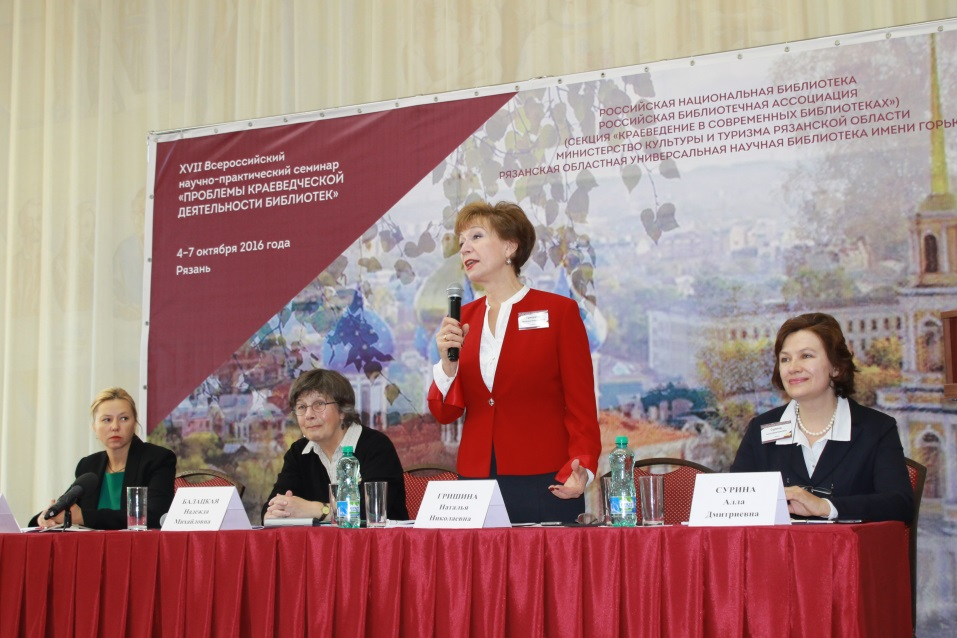 XVII Всероссийский
научно-практический семинар
«ПРОБЛЕМЫ КРАЕВЕДЧЕСКОЙ
ДЕЯТЕЛЬНОСТИ БИБЛИОТЕК»
4–7 октября 2016 года
Рязань
РОССИЙСКАЯ НАЦИОНАЛЬНАЯ БИБЛИОТЕКА
РОССИЙСКАЯ БИБЛИОТЕЧНАЯ АССОЦИАЦИЯ
(СЕКЦИЯ «КРАЕВЕДЕНИЕ В СОВРЕМЕННЫХ БИБЛИОТЕКАХ»)
МИНИСТЕРСТВО КУЛЬТУРЫ И ТУРИЗМА РЯЗАНСКОЙ ОБЛАСТИ
РЯЗАНСКАЯ ОБЛАСТНАЯ УНИВЕРСАЛЬНАЯ НАУЧНАЯ БИБЛИОТЕКА ИМЕНИ ГОРЬК
БАЛАЦКАЯ
Надежда
Михайловна
ГРИШИНА
Наталья
Николаевна
СУРИНА
Алла
Дмитриевна